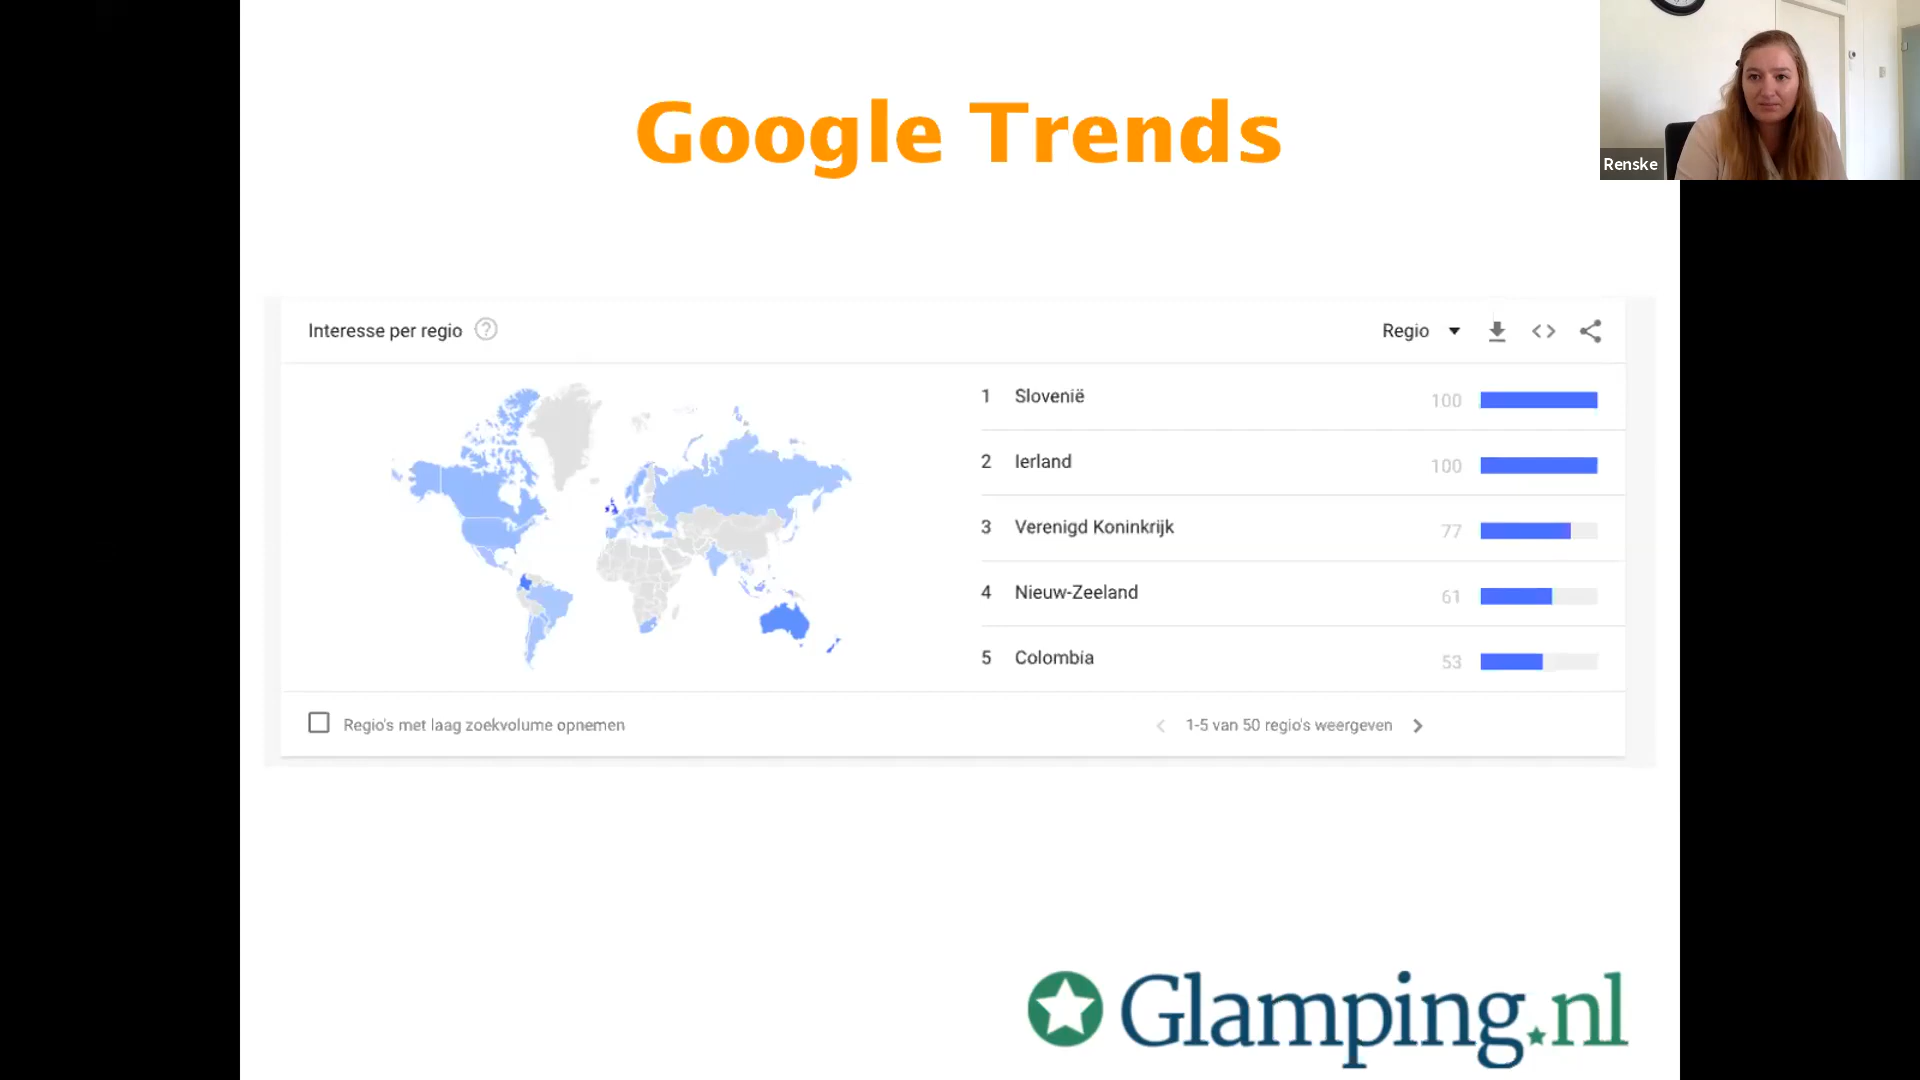 Google Trends
Renske
Interesse per regio
Regio
1 Slovenië 100
2 Ierland 100
3 Verenigd Koninkrijk 77
4 Nieuw-Zeeland 61
5 Colombia 53
Regio's met laag zoekvolume opnemen
1-5 van 50 regio's weergeven
Glamping.nl